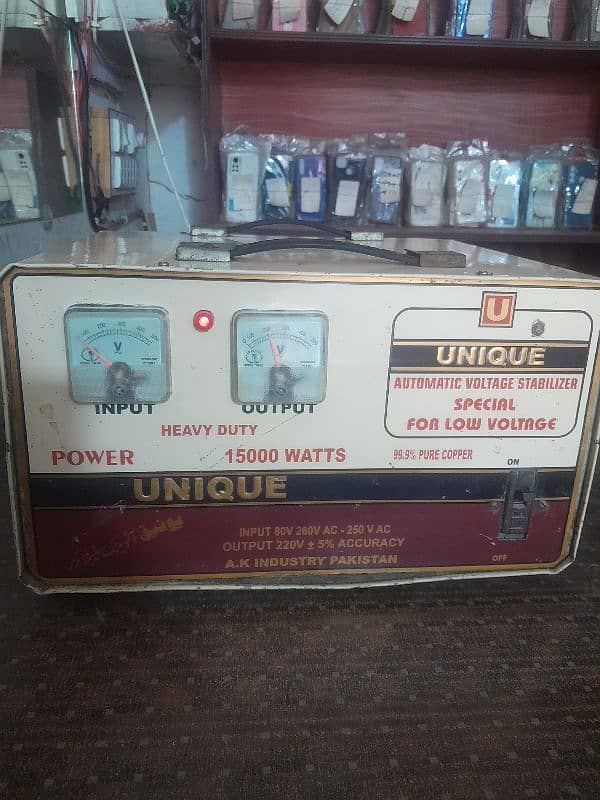 U
UNIQUE
AUTOMATIC VOLTAGE STABILIZER
SPECIAL
FOR LOW VOLTAGE
V
INPUT
V
OUTPUT
HEAVY DUTY
POWER
15000 WATTS
99.9% PURE COPPER
ON
UNIQUE
INPUT 80V 260V AC - 250 V AC
OUTPUT 220V ± 5% ACCURACY
A.K INDUSTRY PAKISTAN
OFF